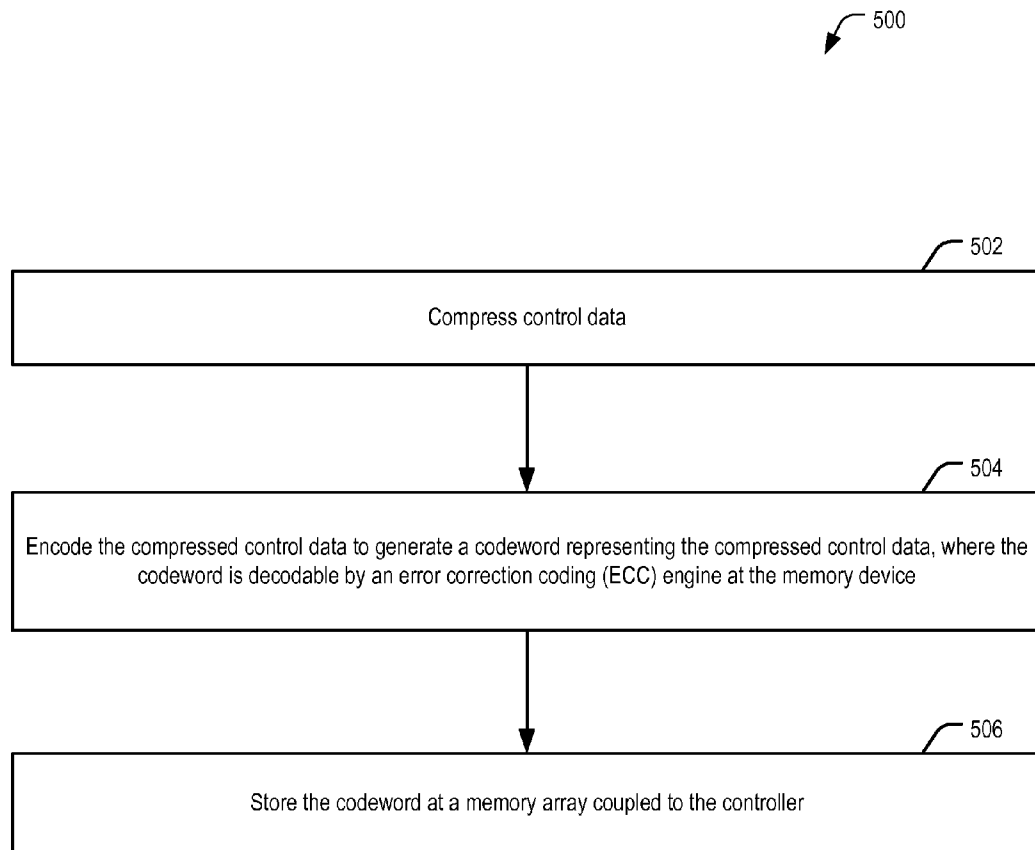 500
502
Compress control data
504
Encode the compressed control data to generate a codeword representing the compressed control data, where the
codeword is decodable by an error correction coding (ECC) engine at the memory device
506
Store the codeword at a memory array coupled to the controller